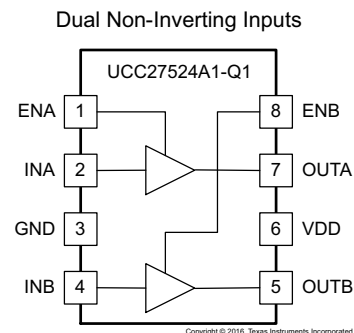 Dual Non-Inverting Inputs
UCC27524A1-Q1
ENA 1 8 ENB
INA 2 7 OUTA
GND 3 6 VDD
INB 4 5 OUTB
Copyright © 2016, Texas Instruments Incorporated